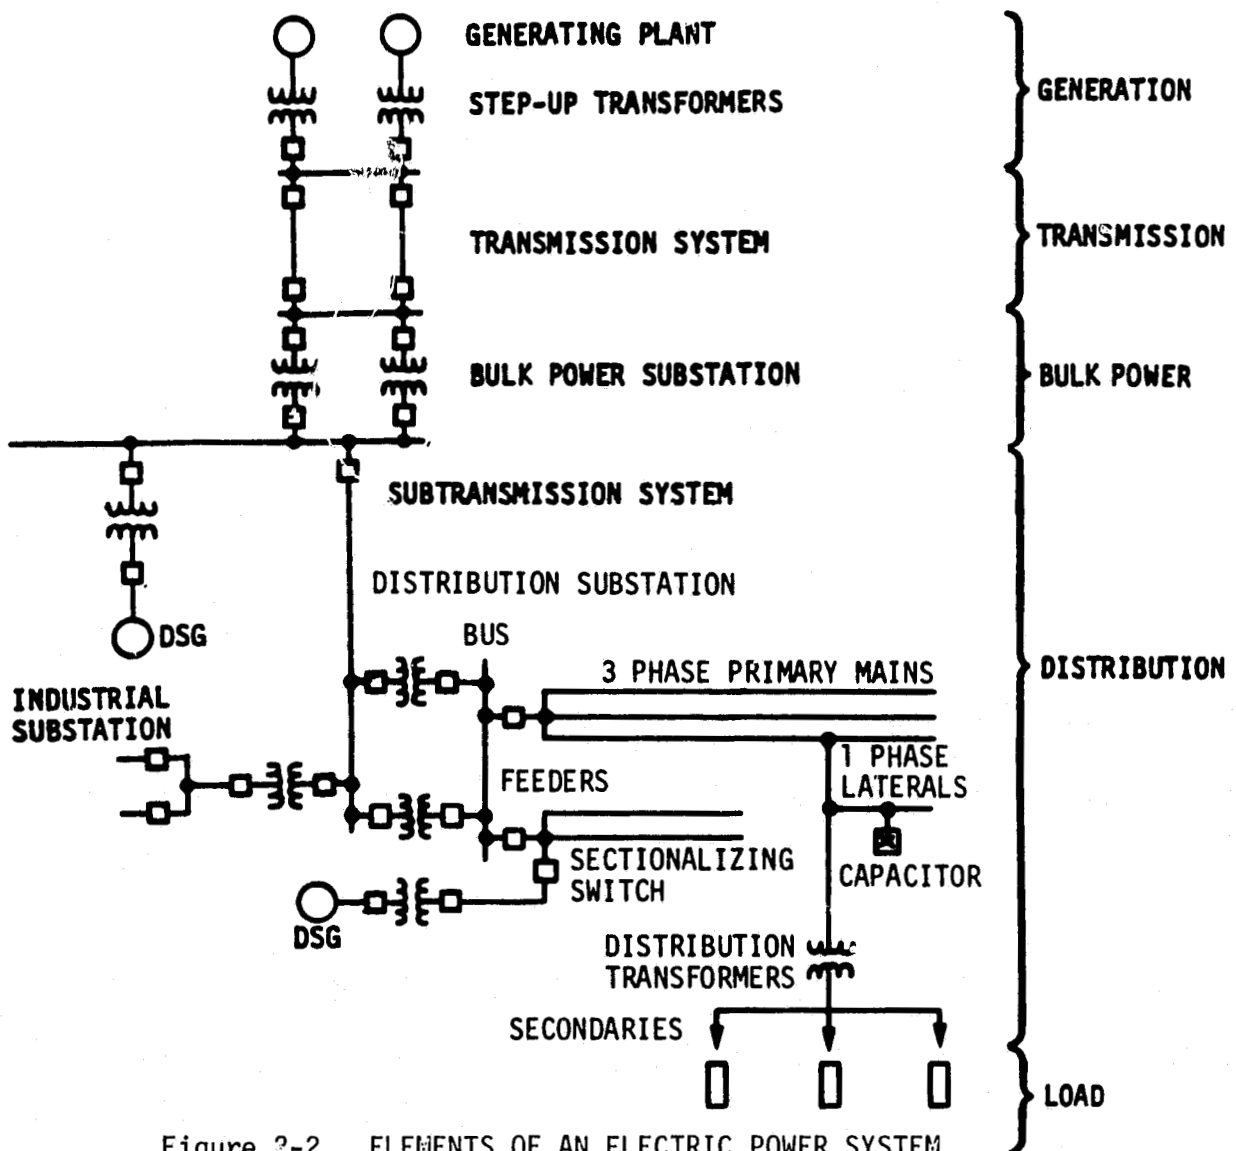 GENERATING PLANT
STEP-UP TRANSFORMERS
GENERATION
TRANSMISSION SYSTEM
TRANSMISSION
BULK POWER SUBSTATION
BULK POWER
SUBTRANSMISSION SYSTEM
DISTRIBUTION SUBSTATION
DSG
BUS
3 PHASE PRIMARY MAINS
DISTRIBUTION
INDUSTRIAL
SUBSTATION
1 PHASE
LATERALS
FEEDERS
SECTIONALIZING
SWITCH
CAPACITOR
DSG
DISTRIBUTION
TRANSFORMERS
SECONDARIES
LOAD
Figure ELEMENTS OF AN ELECTRIC POWER SYSTEM